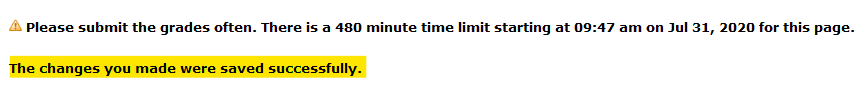 Please submit the grades often. There is a 480 minute time limit starting at 09:47 am on Jul 31, 2020 for this page.
The changes you made were saved successfully.